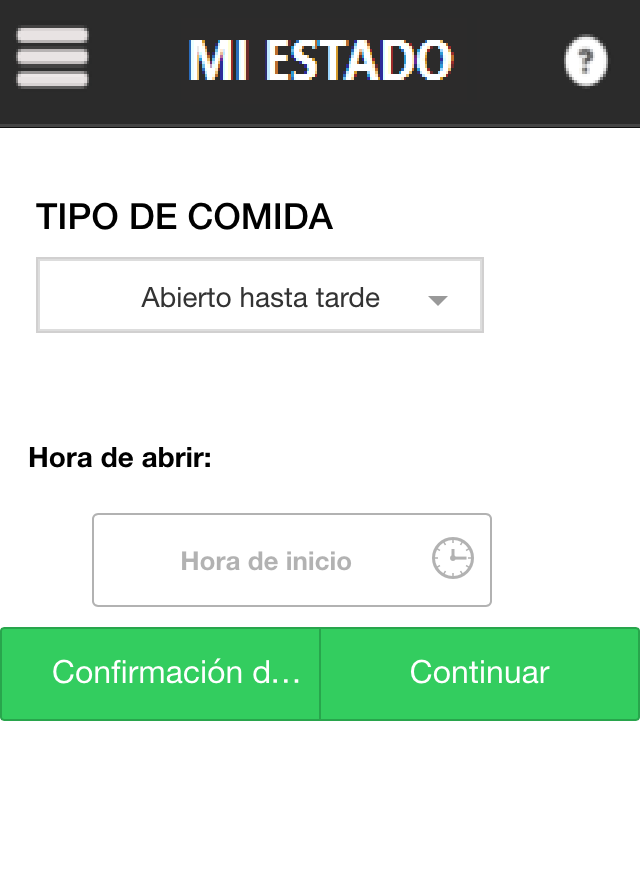 MI ESTADO
?
TIPO DE COMIDA
Abierto hasta tarde
Hora de abrir:
Hora de inicio
Confirmación d...
Continuar